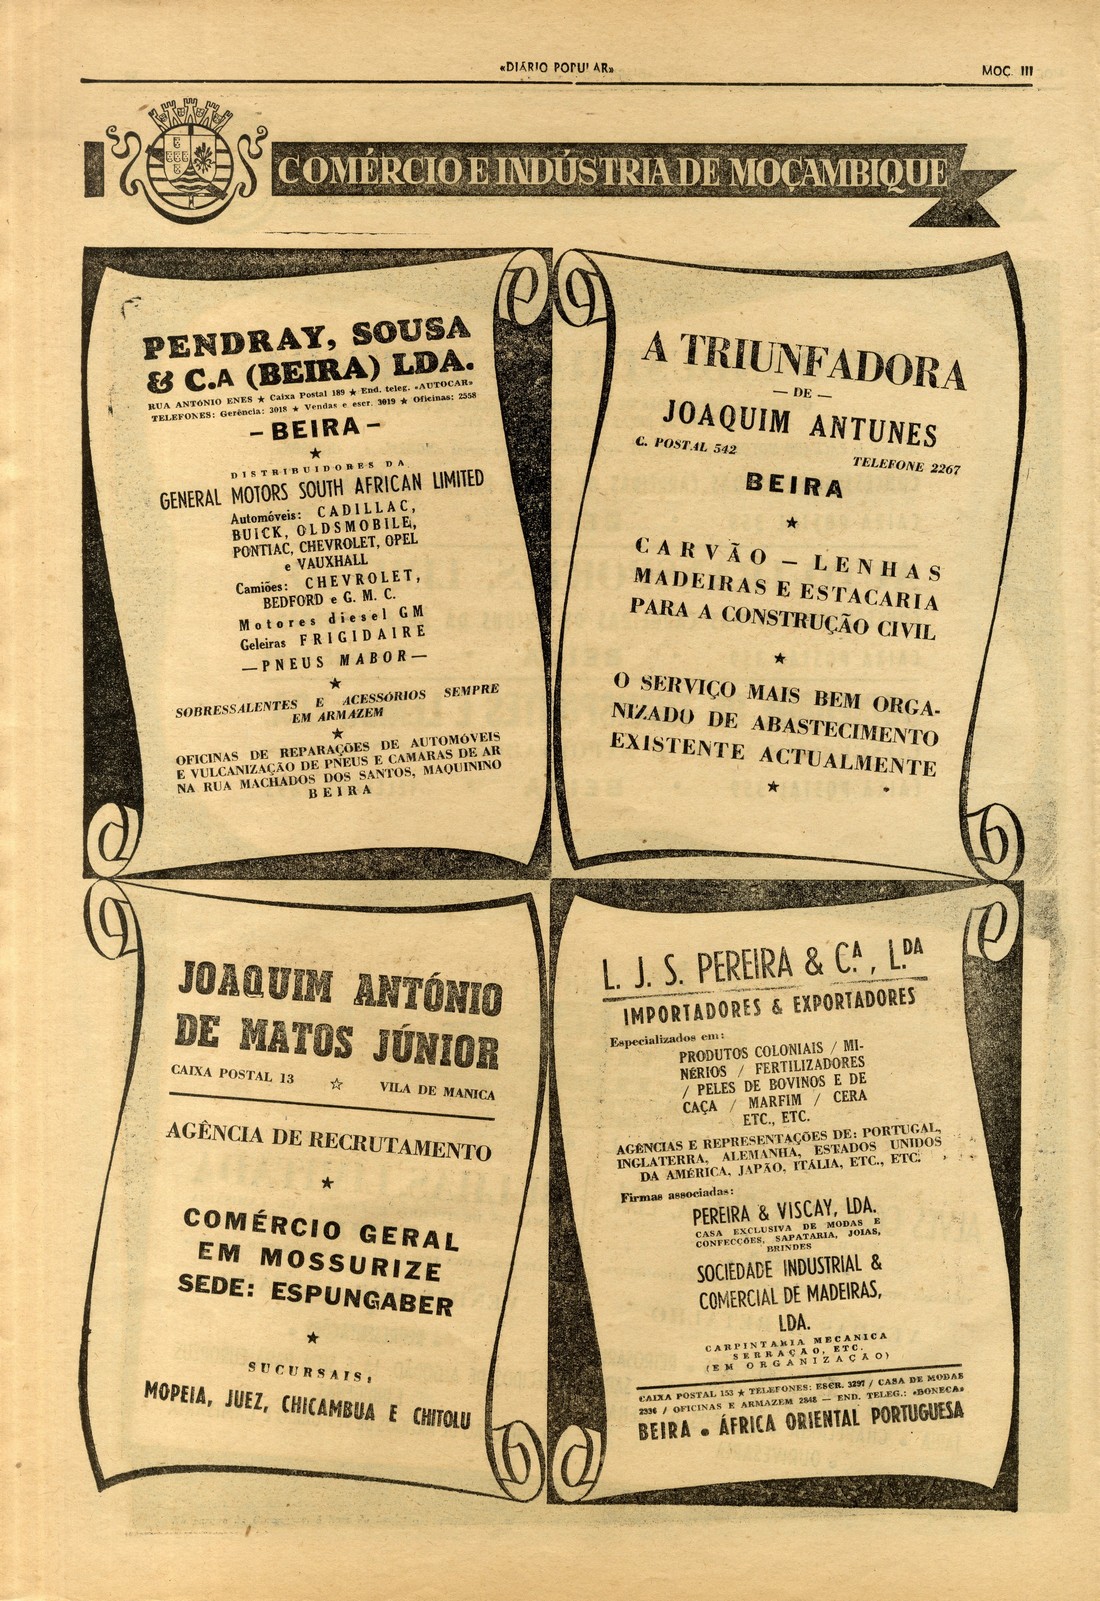 «DIÁRIO POPULAR»
MOÇ III
COMÉRCIO E INDÚSTRIA DE MOÇAMBIQUE
PENDRAY, SOUSA
& C.A (BEIRA) LDA.
RUA ANTÓNIO ENES ★ Caixa Postal 189 ★ End. teleg. «AUTOCAR»
TELEFONES: Gerência: 3018 ★ Vendas e escr. 3019 ★ Oficinas: 2558
— BEIRA —
★
DISTRIBUIDORES DA
GENERAL MOTORS SOUTH AFRICAN LIMITED
Automóveis: CADILLAC,
BUICK, OLDSMOBILE,
PONTIAC, CHEVROLET, OPEL
e VAUXHALL
Camiões: CHEVROLET,
BEDFORD e G. M. C.
Motores diesel GM
Geleiras FRIGIDAIRE
—PNEUS MABOR—
★
SOBRESSALENTES E ACESSÓRIOS SEMPRE
EM ARMAZEM
★
OFICINAS DE REPARAÇÕES DE AUTOMÓVEIS
E VULCANIZAÇÃO DE PNEUS E CAMARAS DE AR
NA RUA MACHADOS DOS SANTOS, MAQUININO
BEIRA
A TRIUNFADORA
— DE —
JOAQUIM ANTUNES
C. POSTAL 542
TELEFONE 2267
BEIRA
★
CARVÃO — LENHAS
MADEIRAS E ESTACARIA
PARA A CONSTRUÇÃO CIVIL
★
O SERVIÇO MAIS BEM ORGA-
NIZADO DE ABASTECIMENTO
EXISTENTE ACTUALMENTE
★
JOAQUIM ANTÓNIO
DE MATOS JÚNIOR
CAIXA POSTAL 13 ☆ VILA DE MANICA
AGÊNCIA DE RECRUTAMENTO
★
COMÉRCIO GERAL
EM MOSSURIZE
SEDE: ESPUNGABER
★
SUCURSAIS:
MOPEIA, JUEZ, CHICAMBUA E CHITOLU
L. J. S. PEREIRA & C.ª, L.DA
IMPORTADORES & EXPORTADORES
Especializados em:
PRODUTOS COLONIAIS / MI-
NÉRIOS / FERTILIZADORES
/ PELES DE BOVINOS E DE
CAÇA / MARFIM / CERA
ETC., ETC.
AGÊNCIAS E REPRESENTAÇÕES DE: PORTUGAL,
INGLATERRA, ALEMANHA, ESTADOS UNIDOS
DA AMÉRICA, JAPÃO, ITÁLIA, ETC., ETC.
Firmas associadas:
PEREIRA & VISCAY, LDA.
CASA EXCLUSIVA DE MODAS E
CONFECCÕES, SAPATARIA, JOIAS,
BRINDES
SOCIEDADE INDUSTRIAL &
COMERCIAL DE MADEIRAS,
LDA.
CARPINTARIA MECANICA
SERRAÇÃO, ETC.
(EM ORGANIZAÇÃO)
CAIXA POSTAL 153 ★ TELEFONES: ESCR. 3297 / CASA DE MODAS
2336 / OFICINAS E ARMAZEM 2848 — END. TELEG.: «BONECA»
BEIRA • ÁFRICA ORIENTAL PORTUGUESA